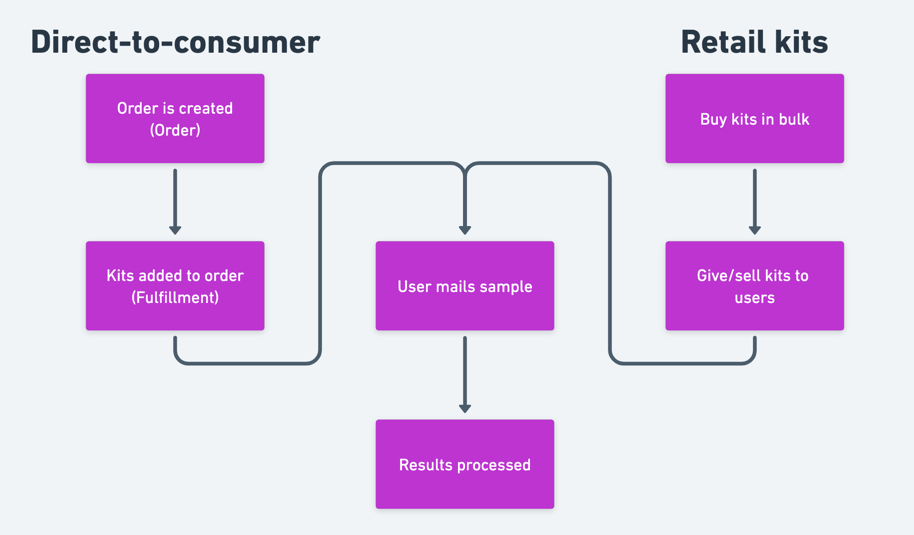 Direct-to-consumer
Retail kits
Order is created
(Order)
Buy kits in bulk
Kits added to order
(Fulfillment)
User mails sample
Give/sell kits to
users
Results processed